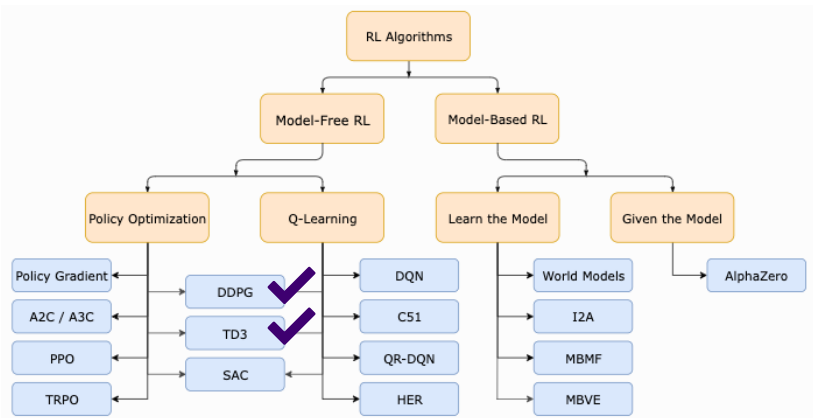 RL Algorithms
Model-Free RL
Model-Based RL
Policy Optimization
Q-Learning
Learn the Model
Given the Model
Policy Gradient
DDPG
DQN
World Models
AlphaZero
A2C / A3C
TD3
C51
I2A
PPO
SAC
QR-DQN
MBMF
TRPO
HER
MBVE